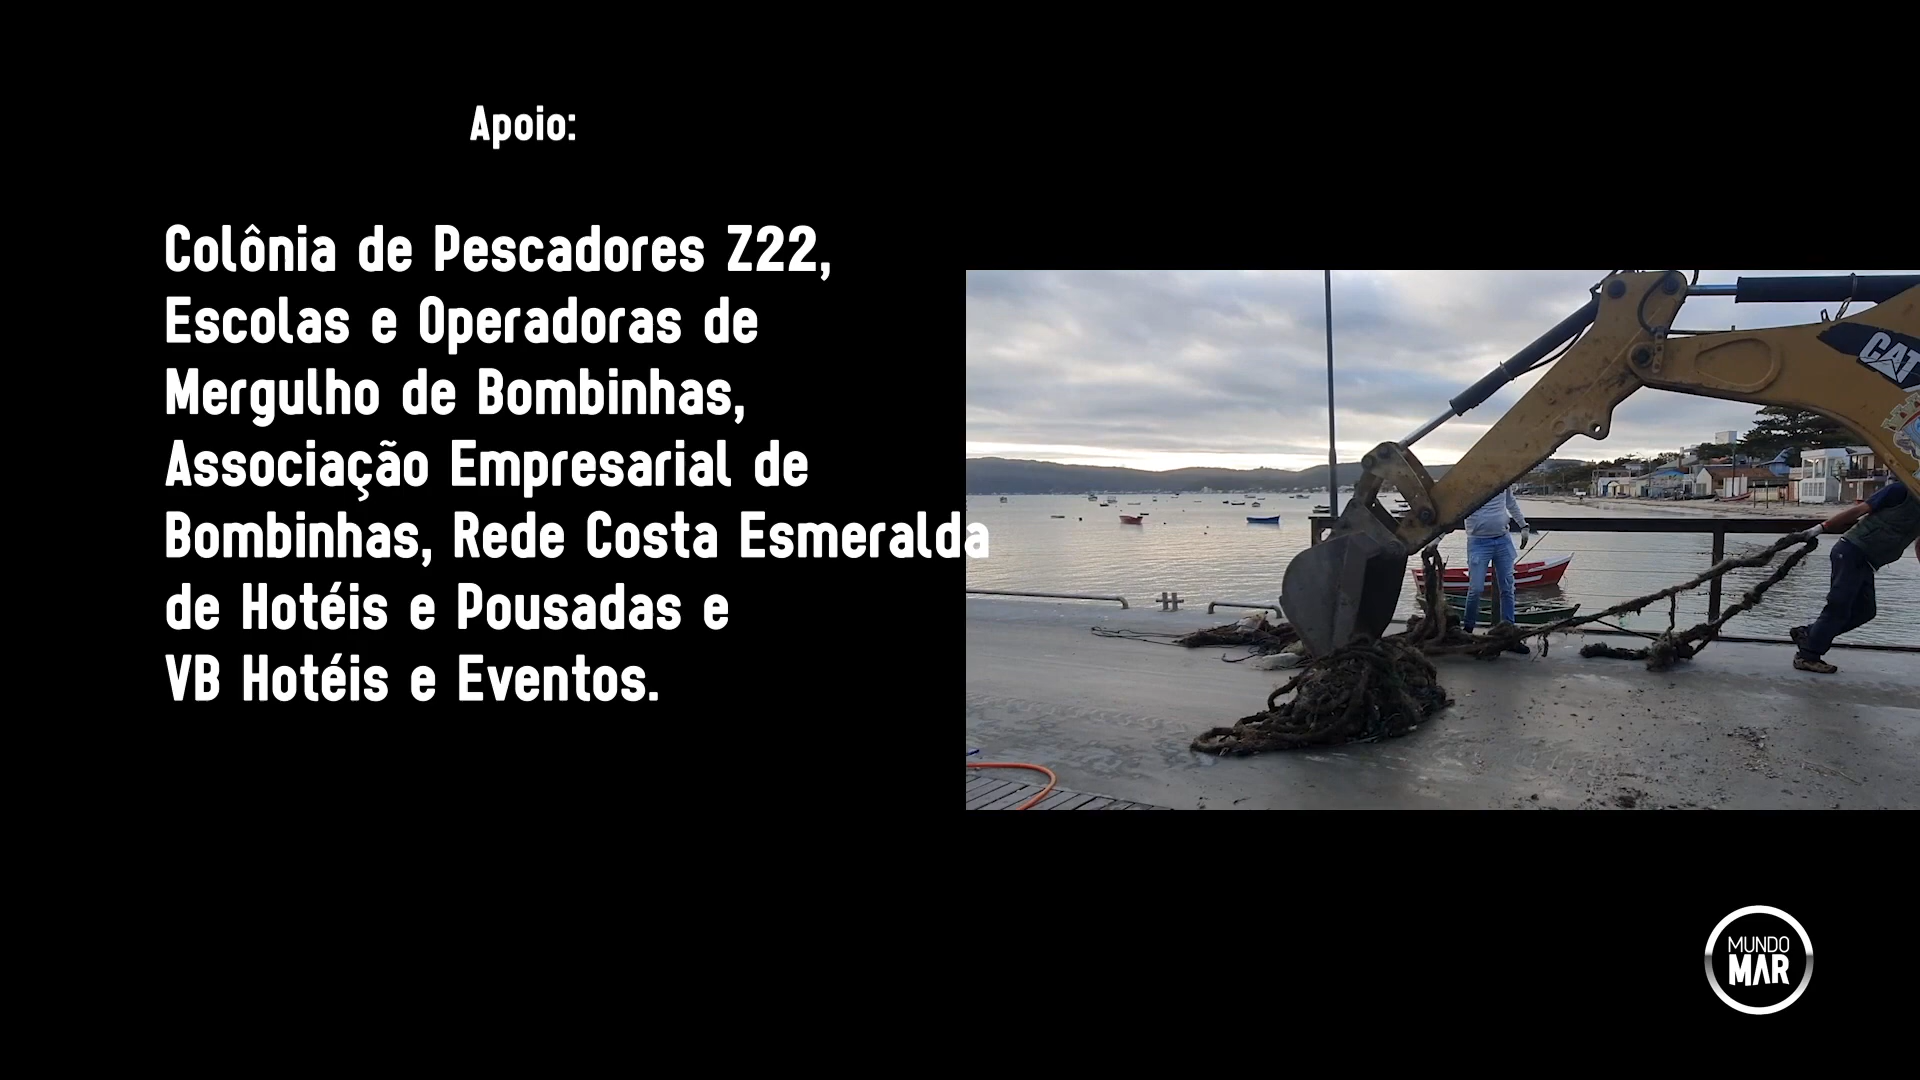 Apoio:
Colônia de Pescadores Z22,
Escolas e Operadoras de
Mergulho de Bombinhas,
Associação Empresarial de
Bombinhas, Rede Costa Esmeralda
de Hotéis e Pousadas e
VB Hotéis e Eventos.
CAT
MUNDO
MAR